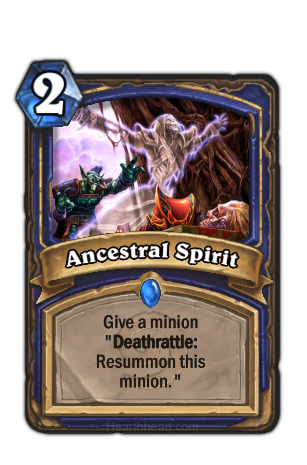 2
Ancestral Spirit
Give a minion
"Deathrattle:
Resummon this
minion."
Hearthhead.com